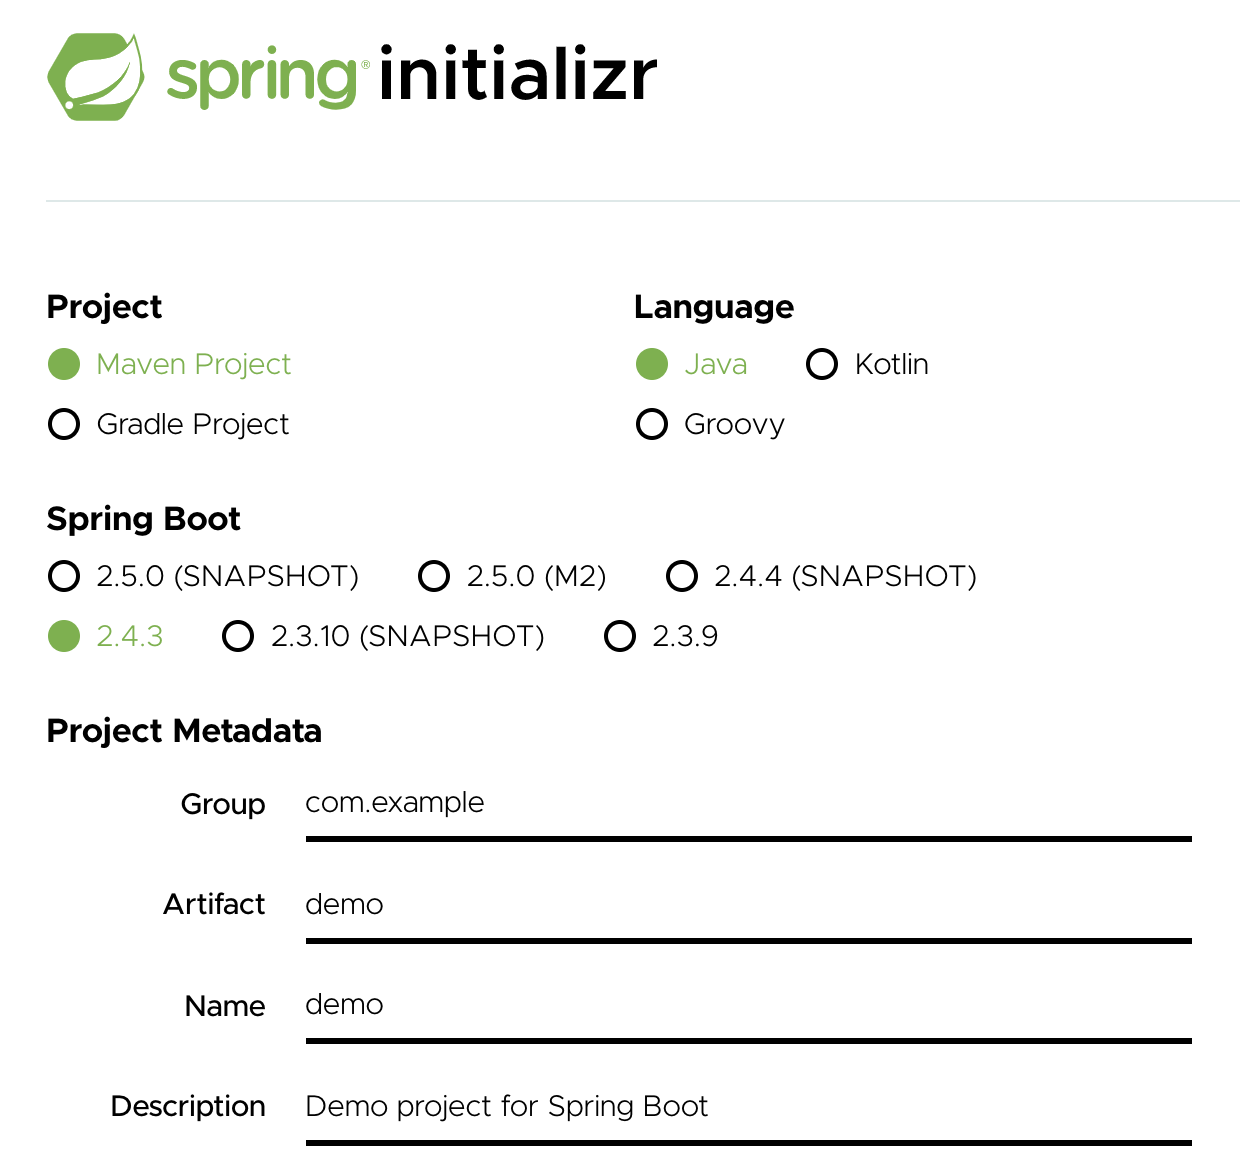 spring® initializr
Project
Language
Maven Project
Java Kotlin
Gradle Project
Groovy
Spring Boot
2.5.0 (SNAPSHOT) 2.5.0 (M2) 2.4.4 (SNAPSHOT)
2.4.3 2.3.10 (SNAPSHOT) 2.3.9
Project Metadata
Group com.example
Artifact demo
Name demo
Description Demo project for Spring Boot